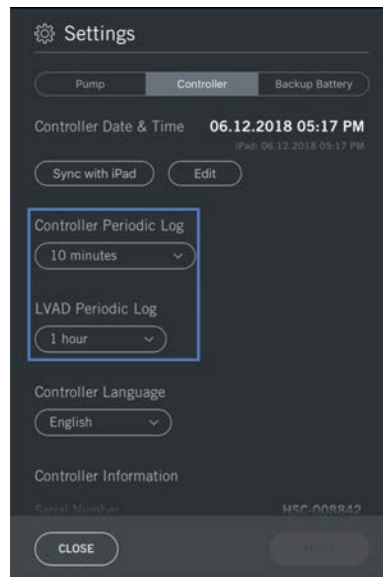 Settings
Pump Controller Backup Battery
Controller Date & Time 06.12.2018 05:17 PM
iPad: 06.12.2018 05:17 PM
Sync with iPad Edit
Controller Periodic Log
10 minutes
LVAD Periodic Log
1 hour
Controller Language
English
Controller Information
Serial Number HSC-008842
CLOSE APPLY